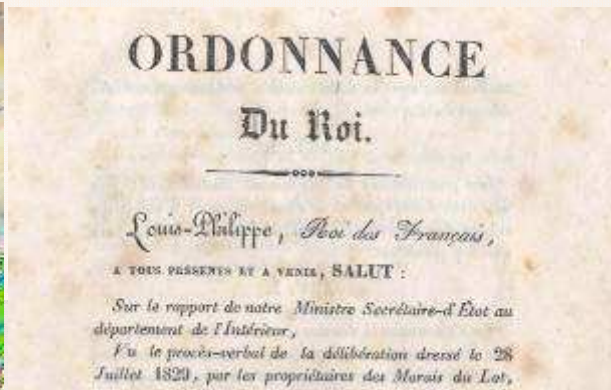 ORDONNANCE
Du Roi.
Louis-Philippe, Roi des Français,
A TOUS PRÉSENTS ET A VENIR, SALUT :
Sur le rapport de notre Ministre Secrétaire-d'État au
département de l'Intérieur,
Vu le procès-verbal de la délibération dressé le 28
Juillet 1829, par les propriétaires des Marais du Lot,